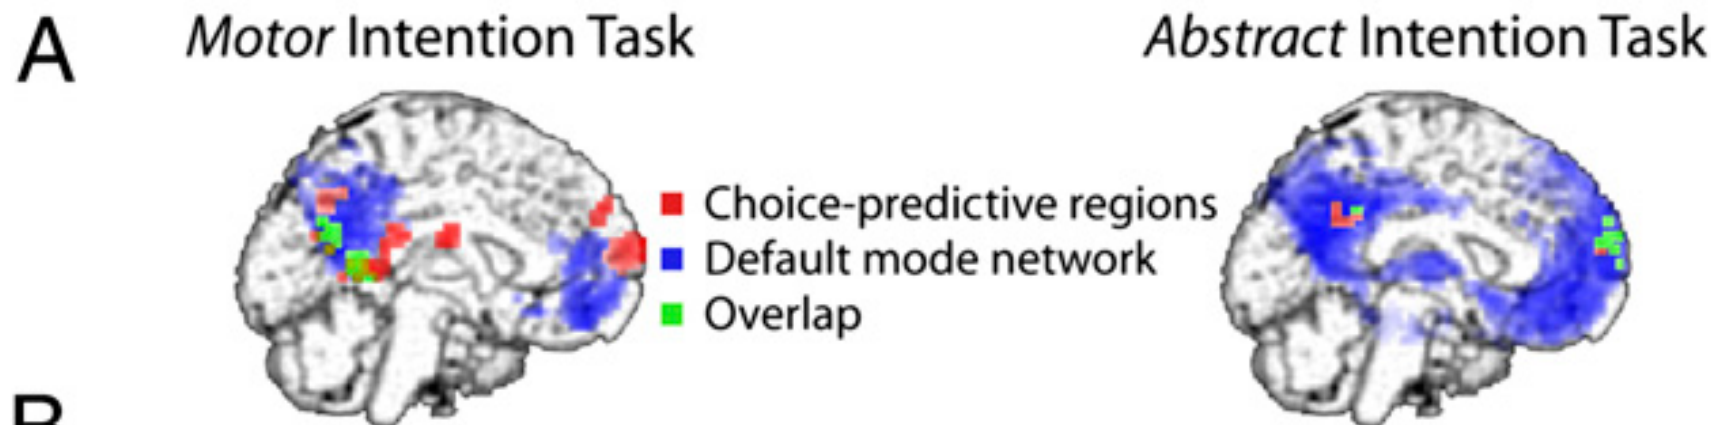 A
Motor Intention Task
Abstract Intention Task
Choice-predictive regions
Default mode network
Overlap
B